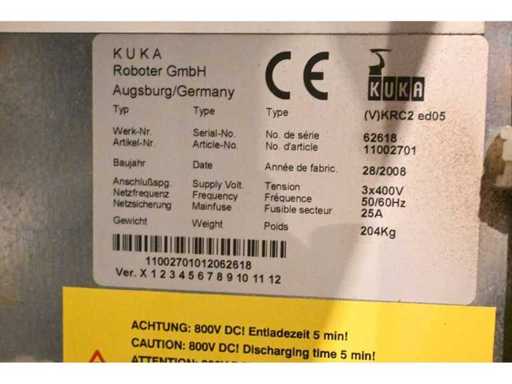 KUKA
Roboter GmbH
Augsburg/Germany
CE
KUKA
Typ Type Type (V)KRC2 ed05
Werk-Nr. Serial-No. No. de série 62618
Artikel-Nr. Article-No. No. d'article 11002701
Baujahr Date Année de fabric. 28/2008
Anschlußspg. Supply Volt. Tension 3x400V
Netzfrequenz Frequency Fréquence 50/60Hz
Netzsicherung Mainfuse Fusible secteur 25A
Gewicht Weight Poids 204Kg
11002701012062618
Ver. X 1 2 3 4 5 6 7 8 9 10 11 12
ACHTUNG: 800V DC! Entladezeit 5 min!
CAUTION: 800V DC! Discharging time 5 min!
ATTENTION: